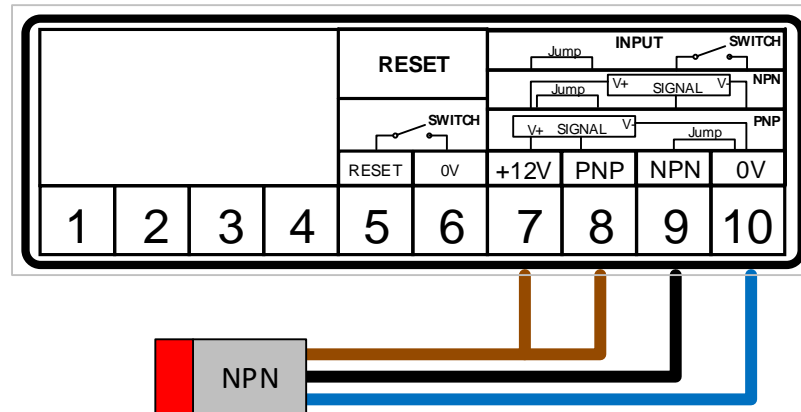 RESET
SWITCH
RESET 0V
INPUT
Jump SWITCH
Jump V+ SIGNAL V- NPN
V+ SIGNAL V- Jump PNP
+12V PNP NPN 0V
1 2 3 4 5 6 7 8 9 10
NPN